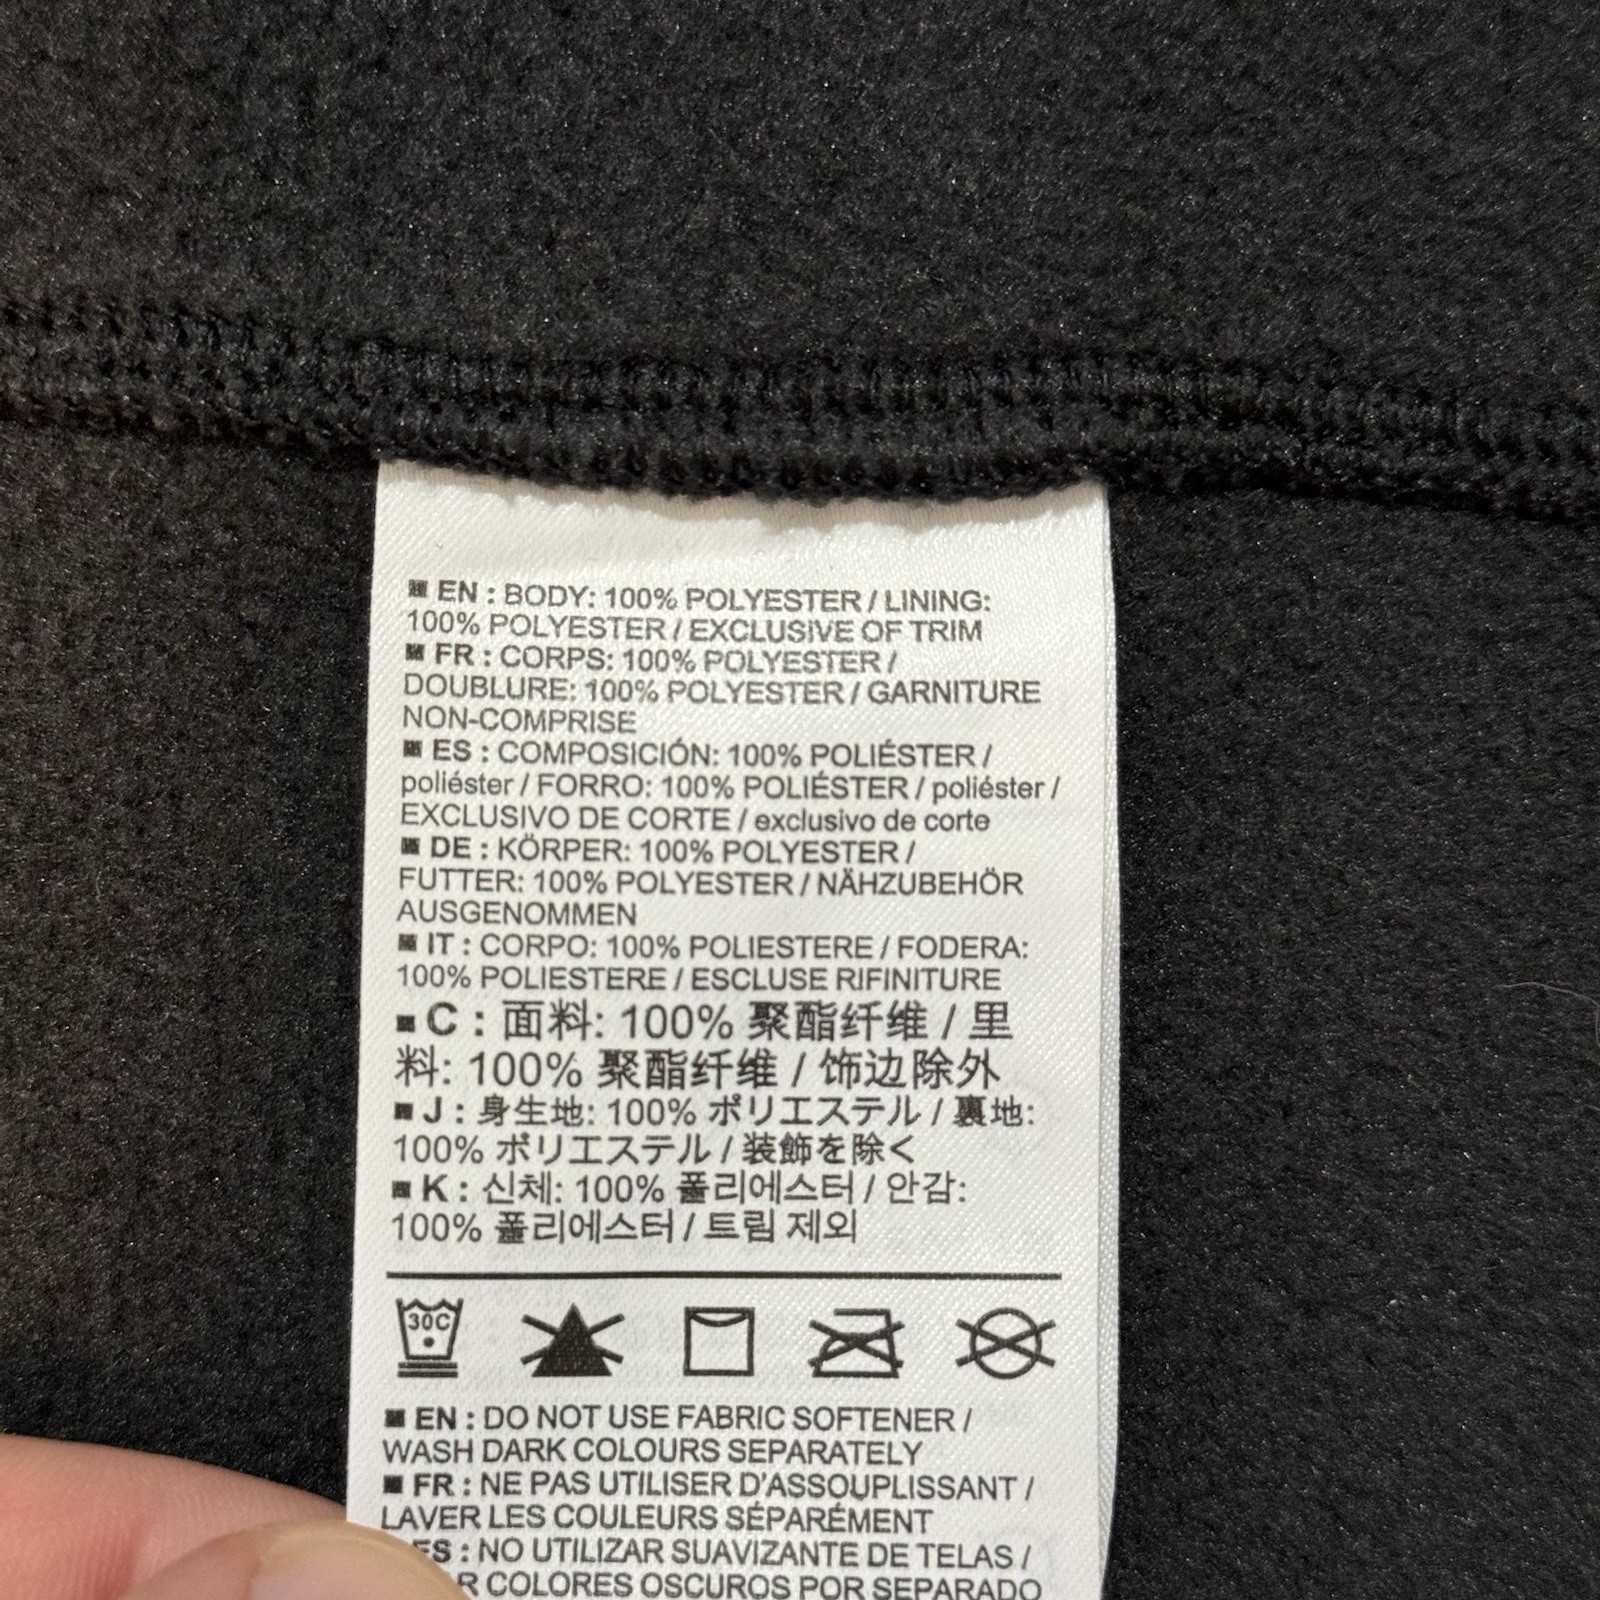 EN : BODY: 100% POLYESTER / LINING:
100% POLYESTER / EXCLUSIVE OF TRIM
FR : CORPS: 100% POLYESTER /
DOUBLURE: 100% POLYESTER / GARNITURE
NON-COMPRISE
ES : COMPOSICIÓN: 100% POLIÉSTER /
poliéster / FORRO: 100% POLIÉSTER / poliéster /
EXCLUSIVO DE CORTE / exclusivo de corte
DE : KÖRPER: 100% POLYESTER /
FUTTER: 100% POLYESTER / NÄHZUBEHÖR
AUSGENOMMEN
IT : CORPO: 100% POLIESTERE / FODERA:
100% POLIESTERE / ESCLUSE RIFINITURE
C : 面料: 100% 聚酯纤维 / 里
料: 100% 聚酯纤维 / 饰边除外
J : 身生地: 100% ポリエステル / 裏地:
100% ポリエステル / 装飾を除く
K : 신체: 100% 폴리에스터 / 안감:
100% 폴리에스터 / 트림 제외
30C
EN : DO NOT USE FABRIC SOFTENER /
WASH DARK COLOURS SEPARATELY
FR : NE PAS UTILISER D'ASSOUPLISSANT /
LAVER LES COULEURS SÉPARÉMENT
ES : NO UTILIZAR SUAVIZANTE DE TELAS /
COLORES OSCUROS POR SEPARADO